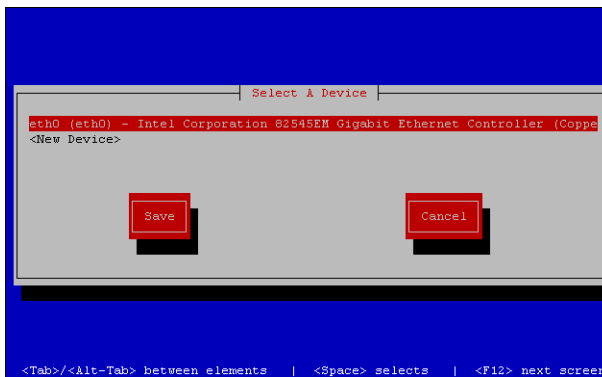 Select A Device
eth0 (eth0) - Intel Corporation 82545EM Gigabit Ethernet Controller (Coppe
<New Device>
Save
Cancel
<Tab>/<Alt-Tab> between elements | <Space> selects | <F12> next screen